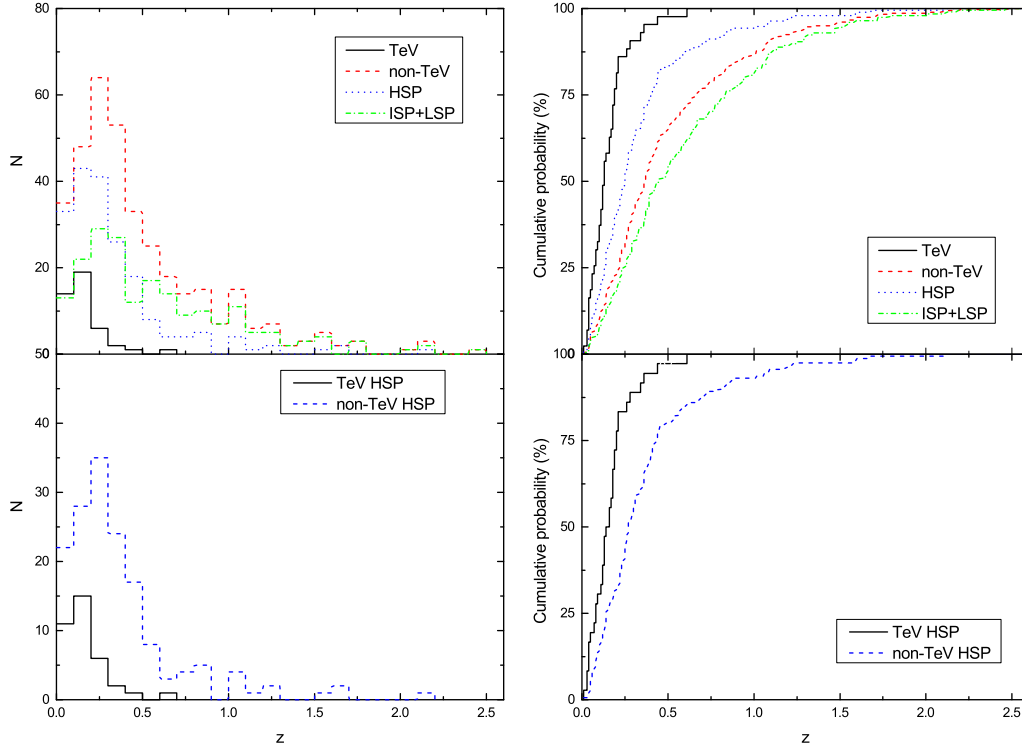 80
60
40
20
50
N
TeV
non-TeV
HSP
ISP+LSP
100
75
50
25
100
Cumulative probability (%)
TeV
non-TeV
HSP
ISP+LSP
40
30
20
10
0
N
TeV HSP
non-TeV HSP
0.0 0.5 1.0 1.5 2.0 2.5
z
75
50
25
0
Cumulative probability (%)
TeV HSP
non-TeV HSP
0.0 0.5 1.0 1.5 2.0 2.5
z